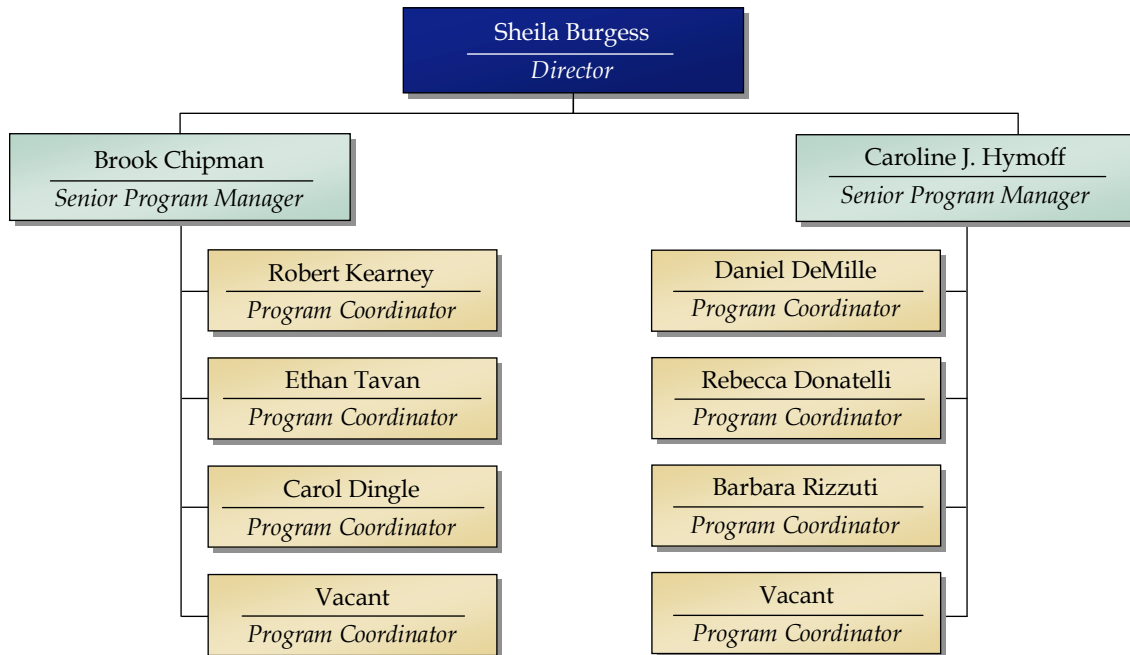 Sheila Burgess
Director
Brook Chipman
Senior Program Manager
Caroline J. Hymoff
Senior Program Manager
Robert Kearney
Program Coordinator
Ethan Tavan
Program Coordinator
Carol Dingle
Program Coordinator
Vacant
Program Coordinator
Daniel DeMille
Program Coordinator
Rebecca Donatelli
Program Coordinator
Barbara Rizzuti
Program Coordinator
Vacant
Program Coordinator